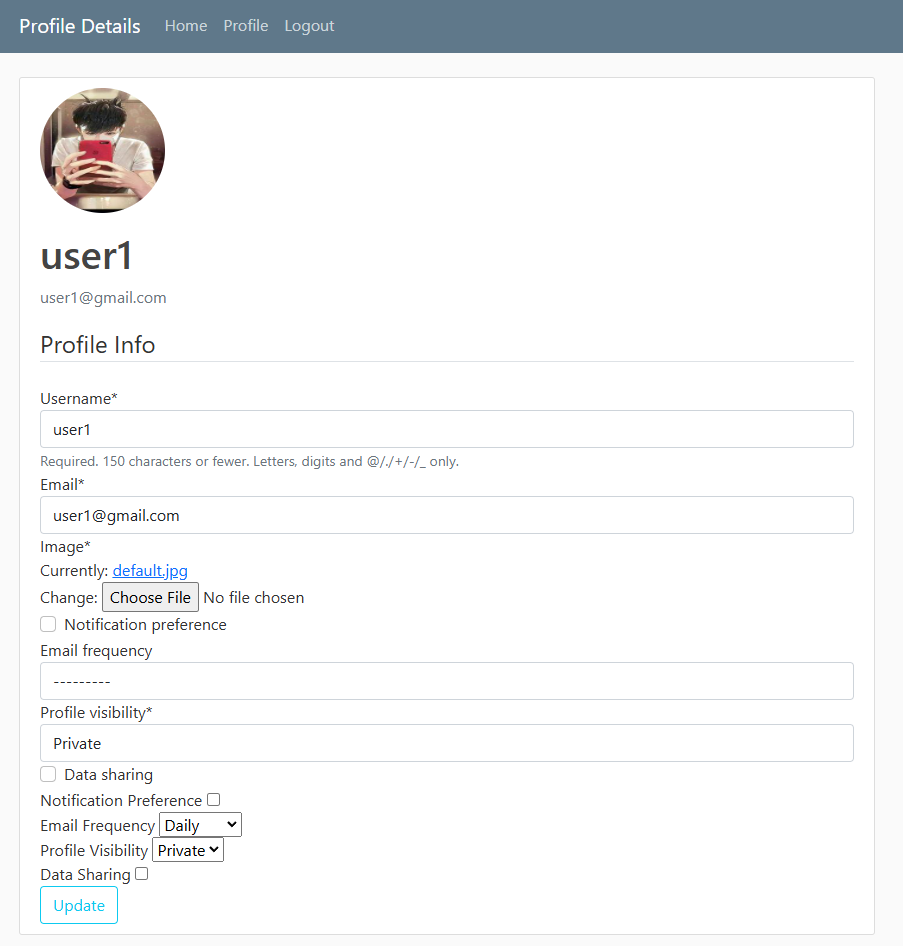 Profile Details Home Profile Logout
user1
user1@gmail.com
Profile Info
Username*
user1
Required. 150 characters or fewer. Letters, digits and @/./+/-/_ only.
Email*
user1@gmail.com
Image*
Currently: default.jpg
Change: Choose File No file chosen
Notification preference
Email frequency
---------
Profile visibility*
Private
Data sharing
Notification Preference
Email Frequency Daily
Profile Visibility Private
Data Sharing
Update